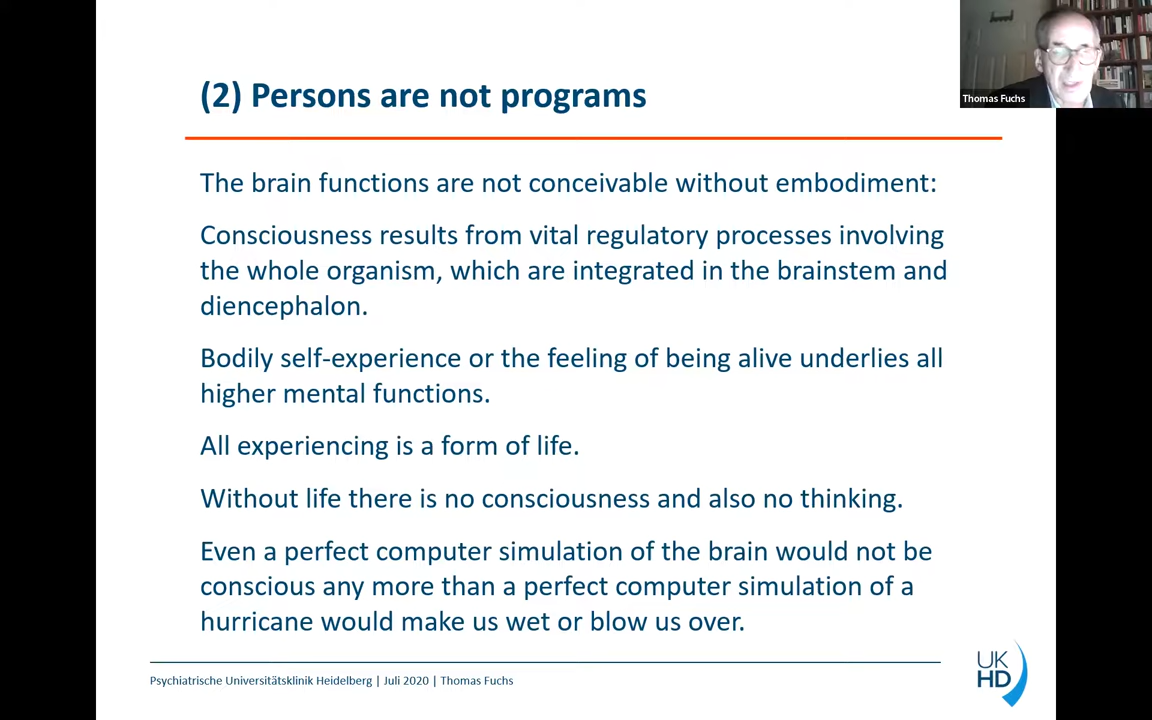 Thomas Fuchs
(2) Persons are not programs
The brain functions are not conceivable without embodiment:
Consciousness results from vital regulatory processes involving
the whole organism, which are integrated in the brainstem and
diencephalon.
Bodily self-experience or the feeling of being alive underlies all
higher mental functions.
All experiencing is a form of life.
Without life there is no consciousness and also no thinking.
Even a perfect computer simulation of the brain would not be
conscious any more than a perfect computer simulation of a
hurricane would make us wet or blow us over.
Psychiatrische Universitätsklinik Heidelberg | Juli 2020 | Thomas Fuchs
UK
HD